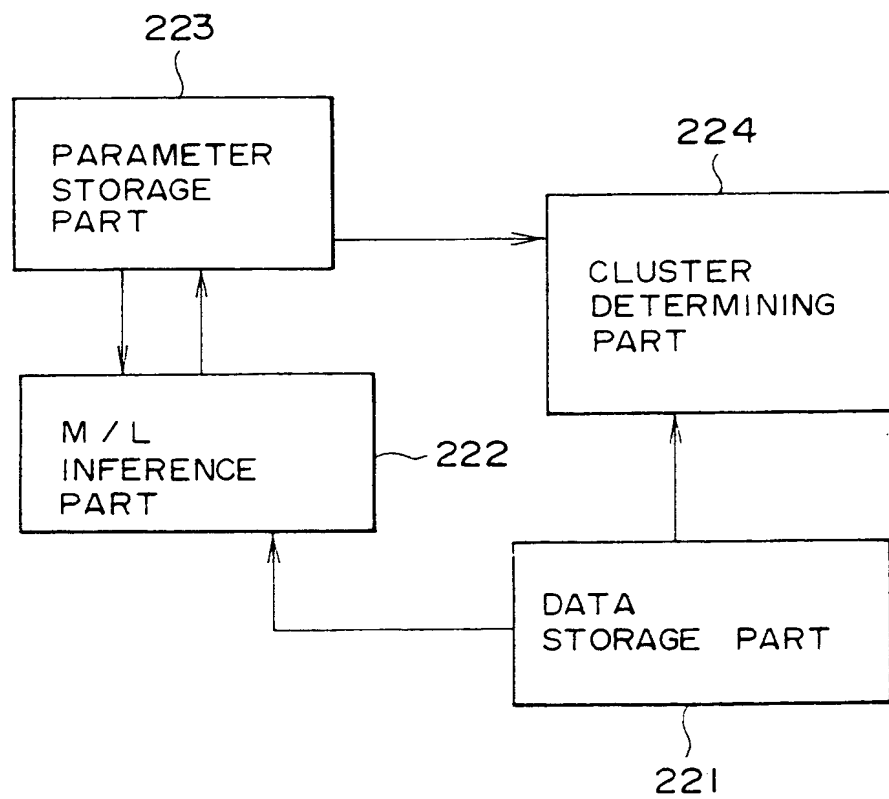 223
PARAMETER
STORAGE
PART
224
CLUSTER
DETERMINING
PART
M / L
INFERENCE
PART
222
DATA
STORAGE PART
221